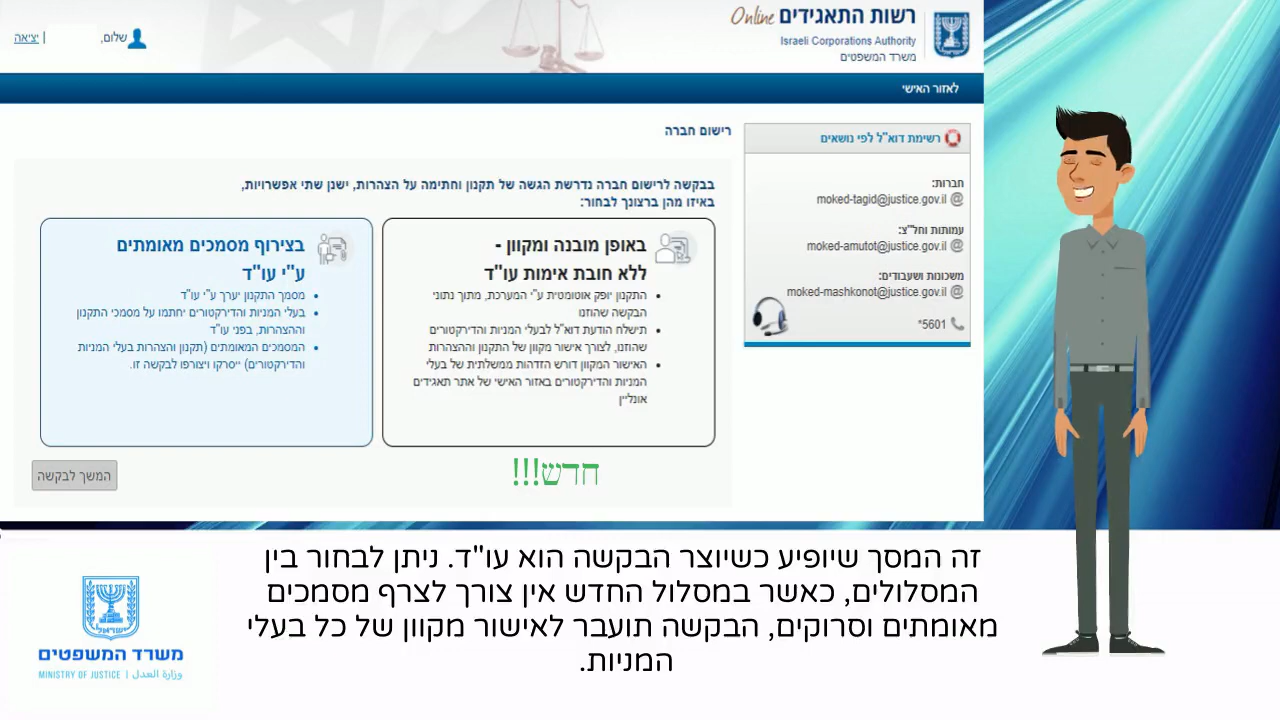 רשות התאגידים Online
Israeli Corporations Authority
משרד המשפטים
שלום,
| יציאה
לאזור האישי
רשימת דוא"ל לפי נושאים
חברות:
moked-tagid@justice.gov.il @
עמותות וחל"צ:
moked-amutot@justice.gov.il @
משכונות ושעבודים:
moked-mashkonot@justice.gov.il @
*5601
רישום חברה
בבקשה לרישום חברה נדרשת הגשה של תקנון וחתימה על הצהרות, ישנן שתי אפשרויות,
באיזו מהן ברצונך לבחור:
באופן מובנה ומקוון -
ללא חובת אימות עו"ד
• התקנון יופק אוטומטית ע"י המערכת, מתוך נתוני
הבקשה שהוזנו
• תישלח הודעת דוא"ל לבעלי המניות והדירקטורים
שהוזנו, לצורך אישור מקוון של התקנון וההצהרות
• האישור המקוון דורש הזדהות ממשלתית של בעלי
המניות והדירקטורים באזור האישי של אתר תאגידים
אונליין
בצירוף מסמכים מאומתים
ע"י עו"ד
• מסמך התקנון יערך ע"י עו"ד
• בעלי המניות והדירקטורים יחתמו על מסמכי התקנון
וההצהרות, בפני עו"ד
• המסמכים המאומתים (תקנון והצהרות בעלי המניות
והדירקטורים) ייסרקו ויצורפו לבקשה זו.
חדש!!!
המשך לבקשה
זה המסך שיופיע כשיוצר הבקשה הוא עו"ד. ניתן לבחור בין
המסלולים, כאשר במסלול החדש אין צורך לצרף מסמכים
מאומתים וסרוקים, הבקשה תועבר לאישור מקוון של כל בעלי
המניות.
ישראל
משרד המשפטים
MINISTRY OF JUSTICE | وزارة العدل